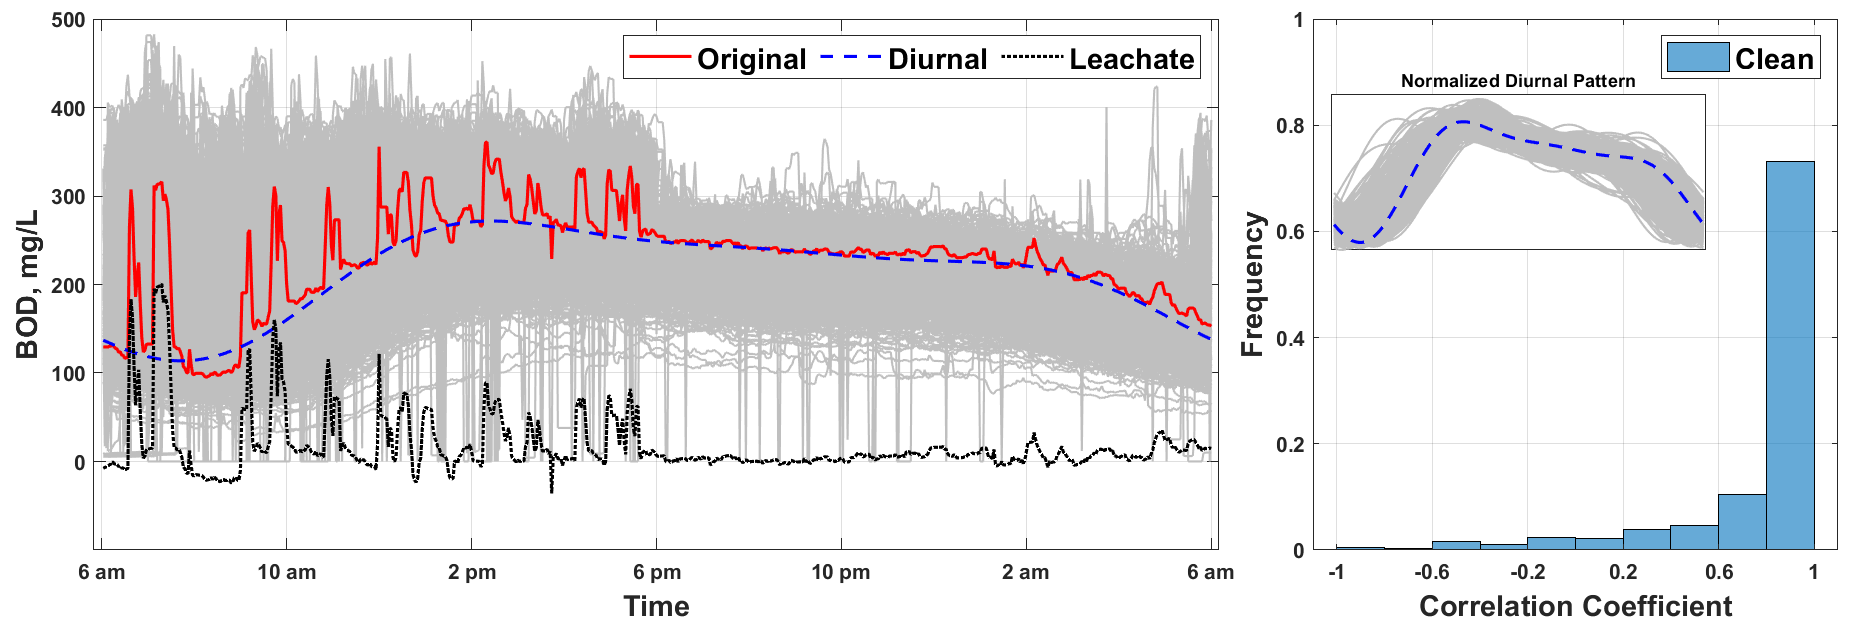 500
400
300
200
100
0
BOD, mg/L
Original Diurnal Leachate
6 am 10 am 2 pm 6 pm 10 pm 2 am 6 am
Time
1
0.8
0.6
0.4
0.2
0
Frequency
Clean
Normalized Diurnal Pattern
-1 -0.6 -0.2 0.2 0.6 1
Correlation Coefficient